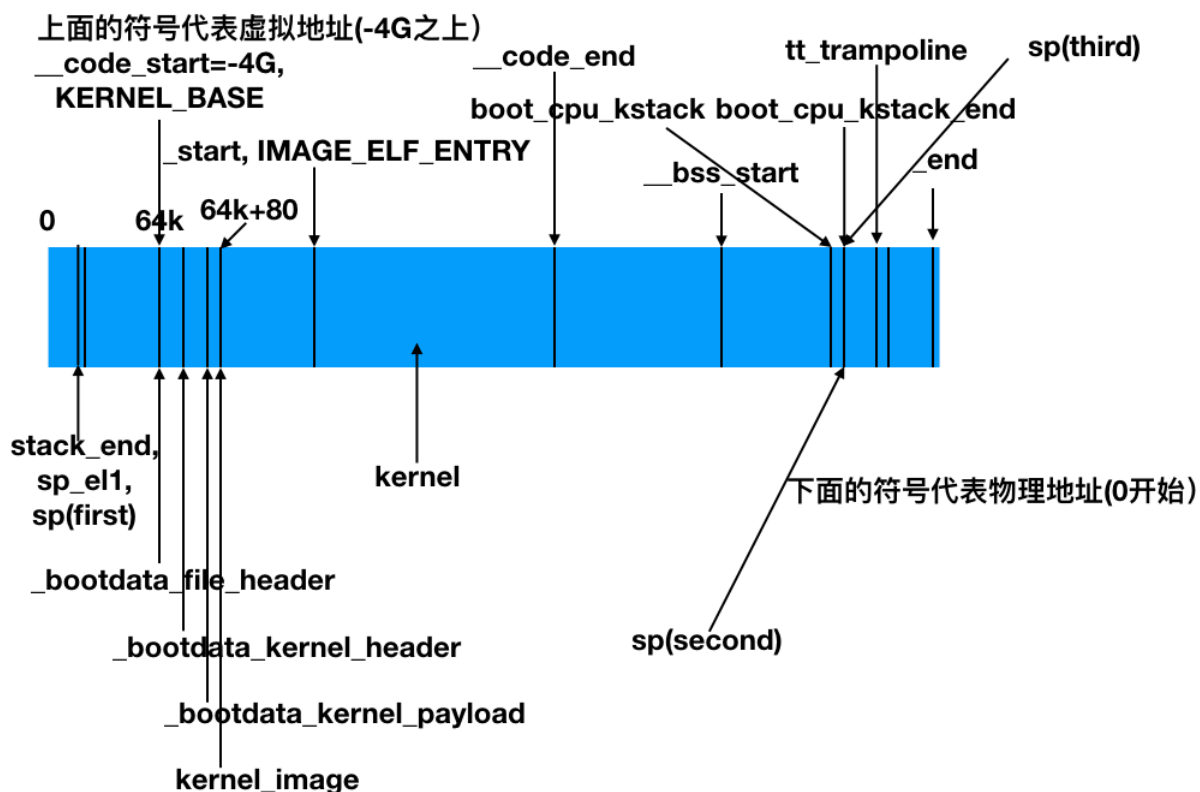 上面的符号代表虚拟地址(-4G之上）
__code_start=-4G,
KERNEL_BASE
__code_end
tt_trampoline
sp(third)
boot_cpu_kstack
boot_cpu_kstack_end
_start, IMAGE_ELF_ENTRY
__bss_start
_end
0
64k
64k+80
stack_end,
sp_el1,
sp(first)
kernel
下面的符号代表物理地址(0开始）
_bootdata_file_header
_bootdata_kernel_header
sp(second)
_bootdata_kernel_payload
kernel_image